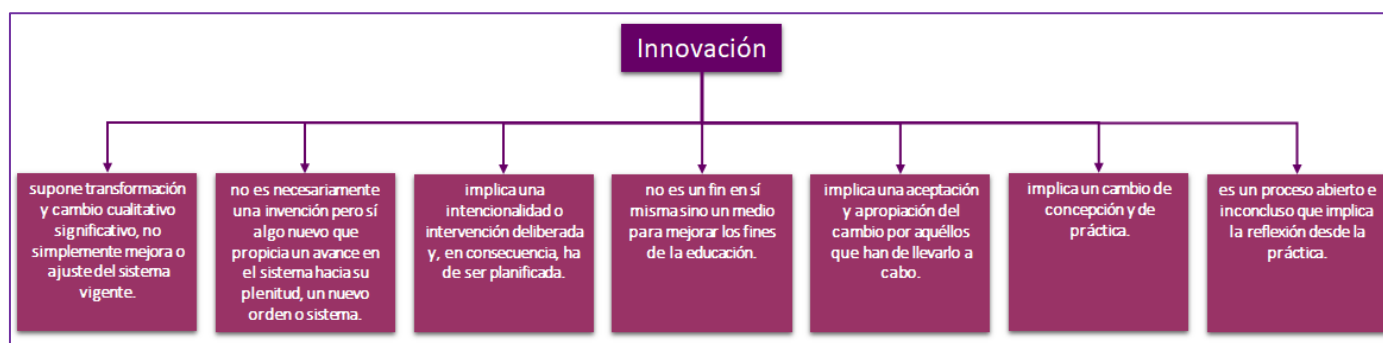 Innovación
supone transformación
y cambio cualitativo
significativo, no
simplemente mejora o
ajuste del sistema
vigente.
no es necesariamente
una invención pero sí
algo nuevo que
propicia un avance en
el sistema hacia su
plenitud, un nuevo
orden o sistema.
implica una
intencionalidad o
intervención deliberada
y, en consecuencia, ha
de ser planificada.
no es un fin en sí
misma sino un medio
para mejorar los fines
de la educación.
implica una aceptación
y apropiación del
cambio por aquéllos
que han de llevarlo a
cabo.
implica un cambio de
concepción y de
práctica.
es un proceso abierto e
inconcluso que implica
la reflexión desde la
práctica.